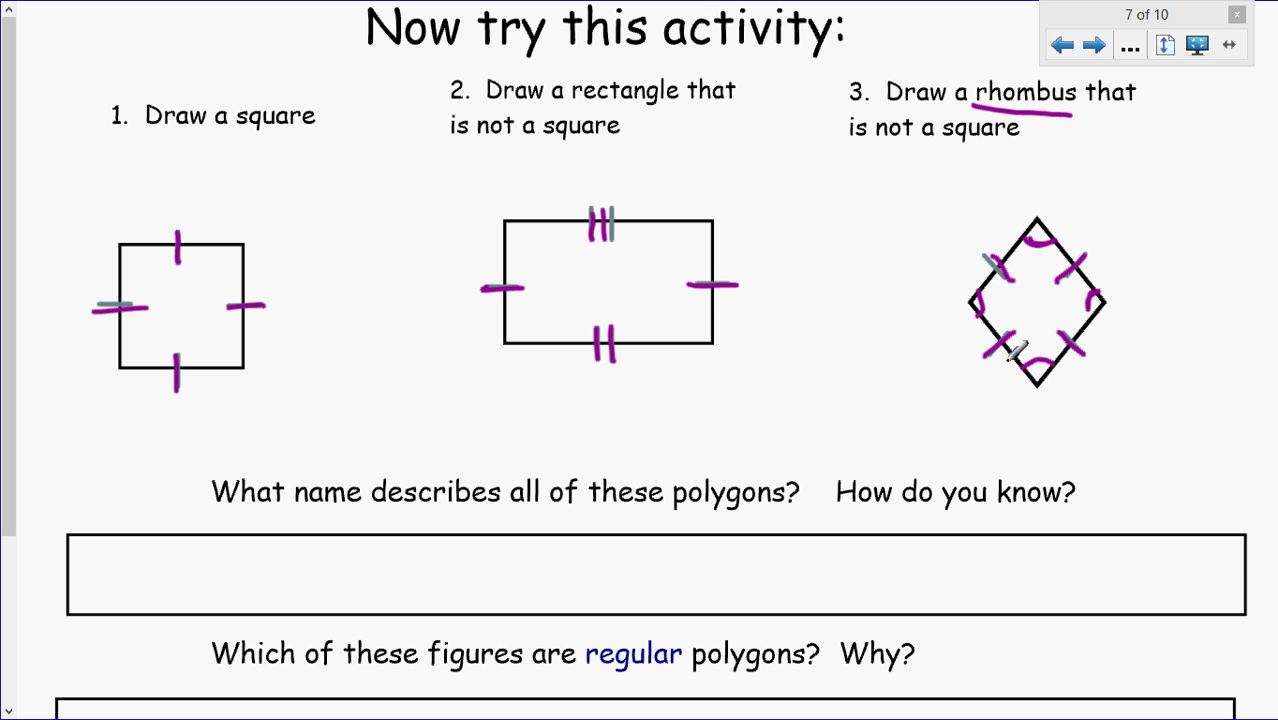 Now try this activity:
7 of 10
1. Draw a square
2. Draw a rectangle that
is not a square
3. Draw a rhombus that
is not a square
What name describes all of these polygons? How do you know?
Which of these figures are regular polygons? Why?